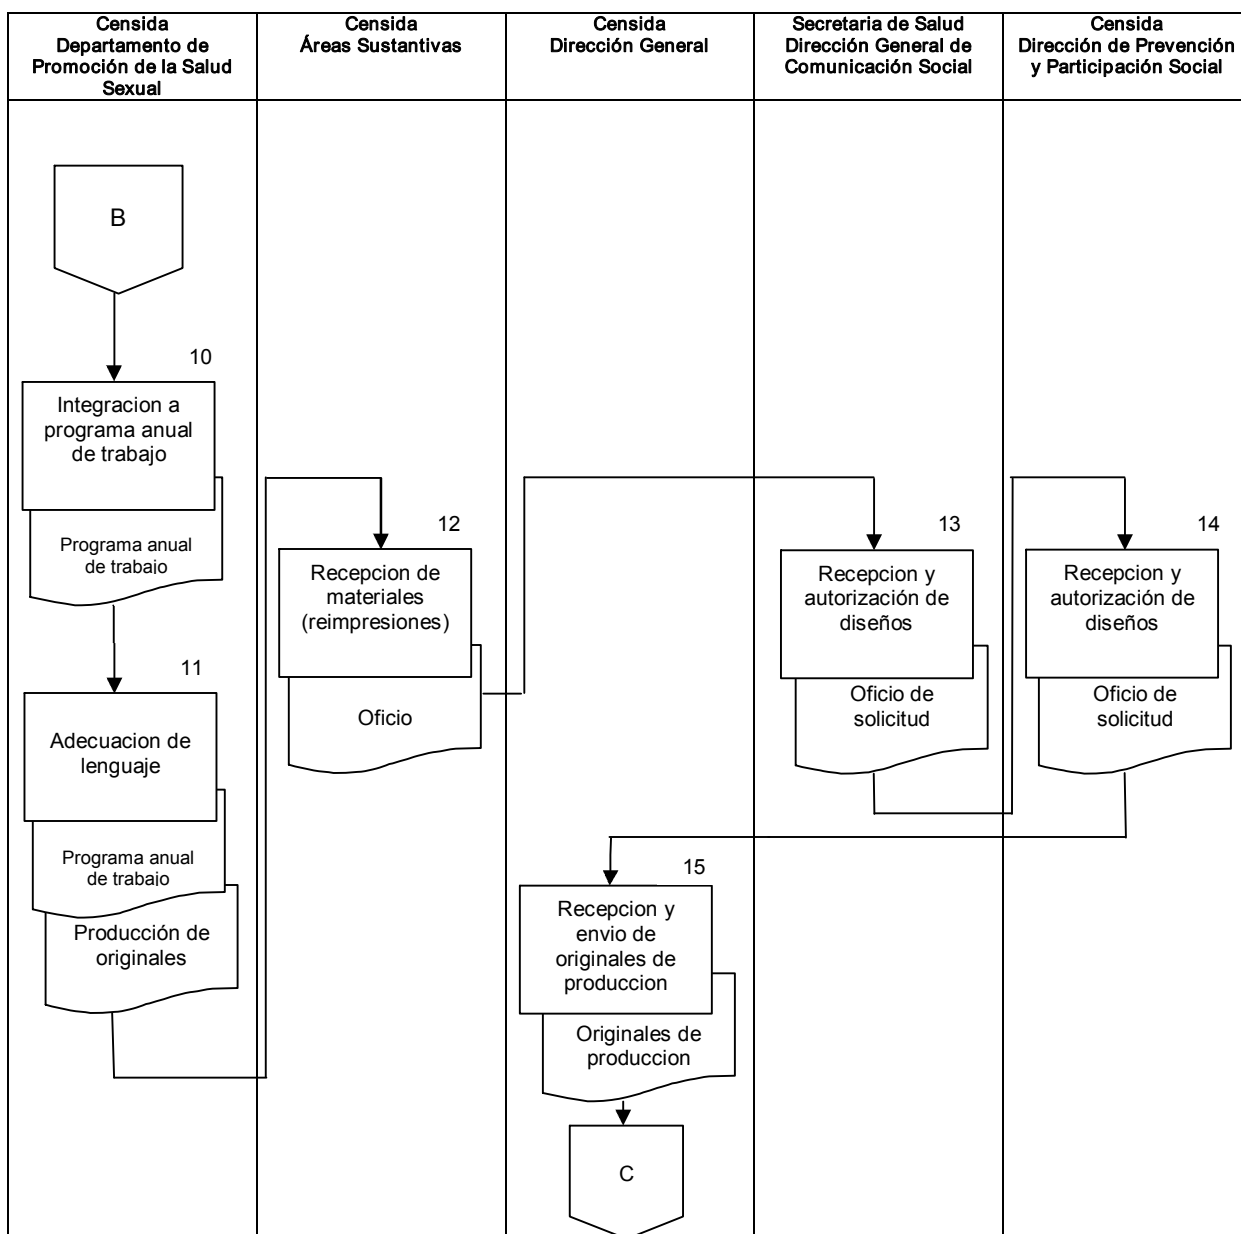 Censida
Departamento de
Promoción de la Salud
Sexual
Censida
Áreas Sustantivas
Censida
Dirección General
Secretaria de Salud
Dirección General de
Comunicación Social
Censida
Dirección de Prevención
y Participación Social
B
10
Integracion a
programa anual
de trabajo
Programa anual
de trabajo
11
Adecuacion de
lenguaje
Programa anual
de trabajo
Producción de
originales
12
Recepcion de
materiales
(reimpresiones)
Oficio
13
Recepcion y
autorización de
diseños
Oficio de
solicitud
14
Recepcion y
autorización de
diseños
Oficio de
solicitud
15
Recepcion y
envio de
originales de
produccion
Originales de
produccion
C